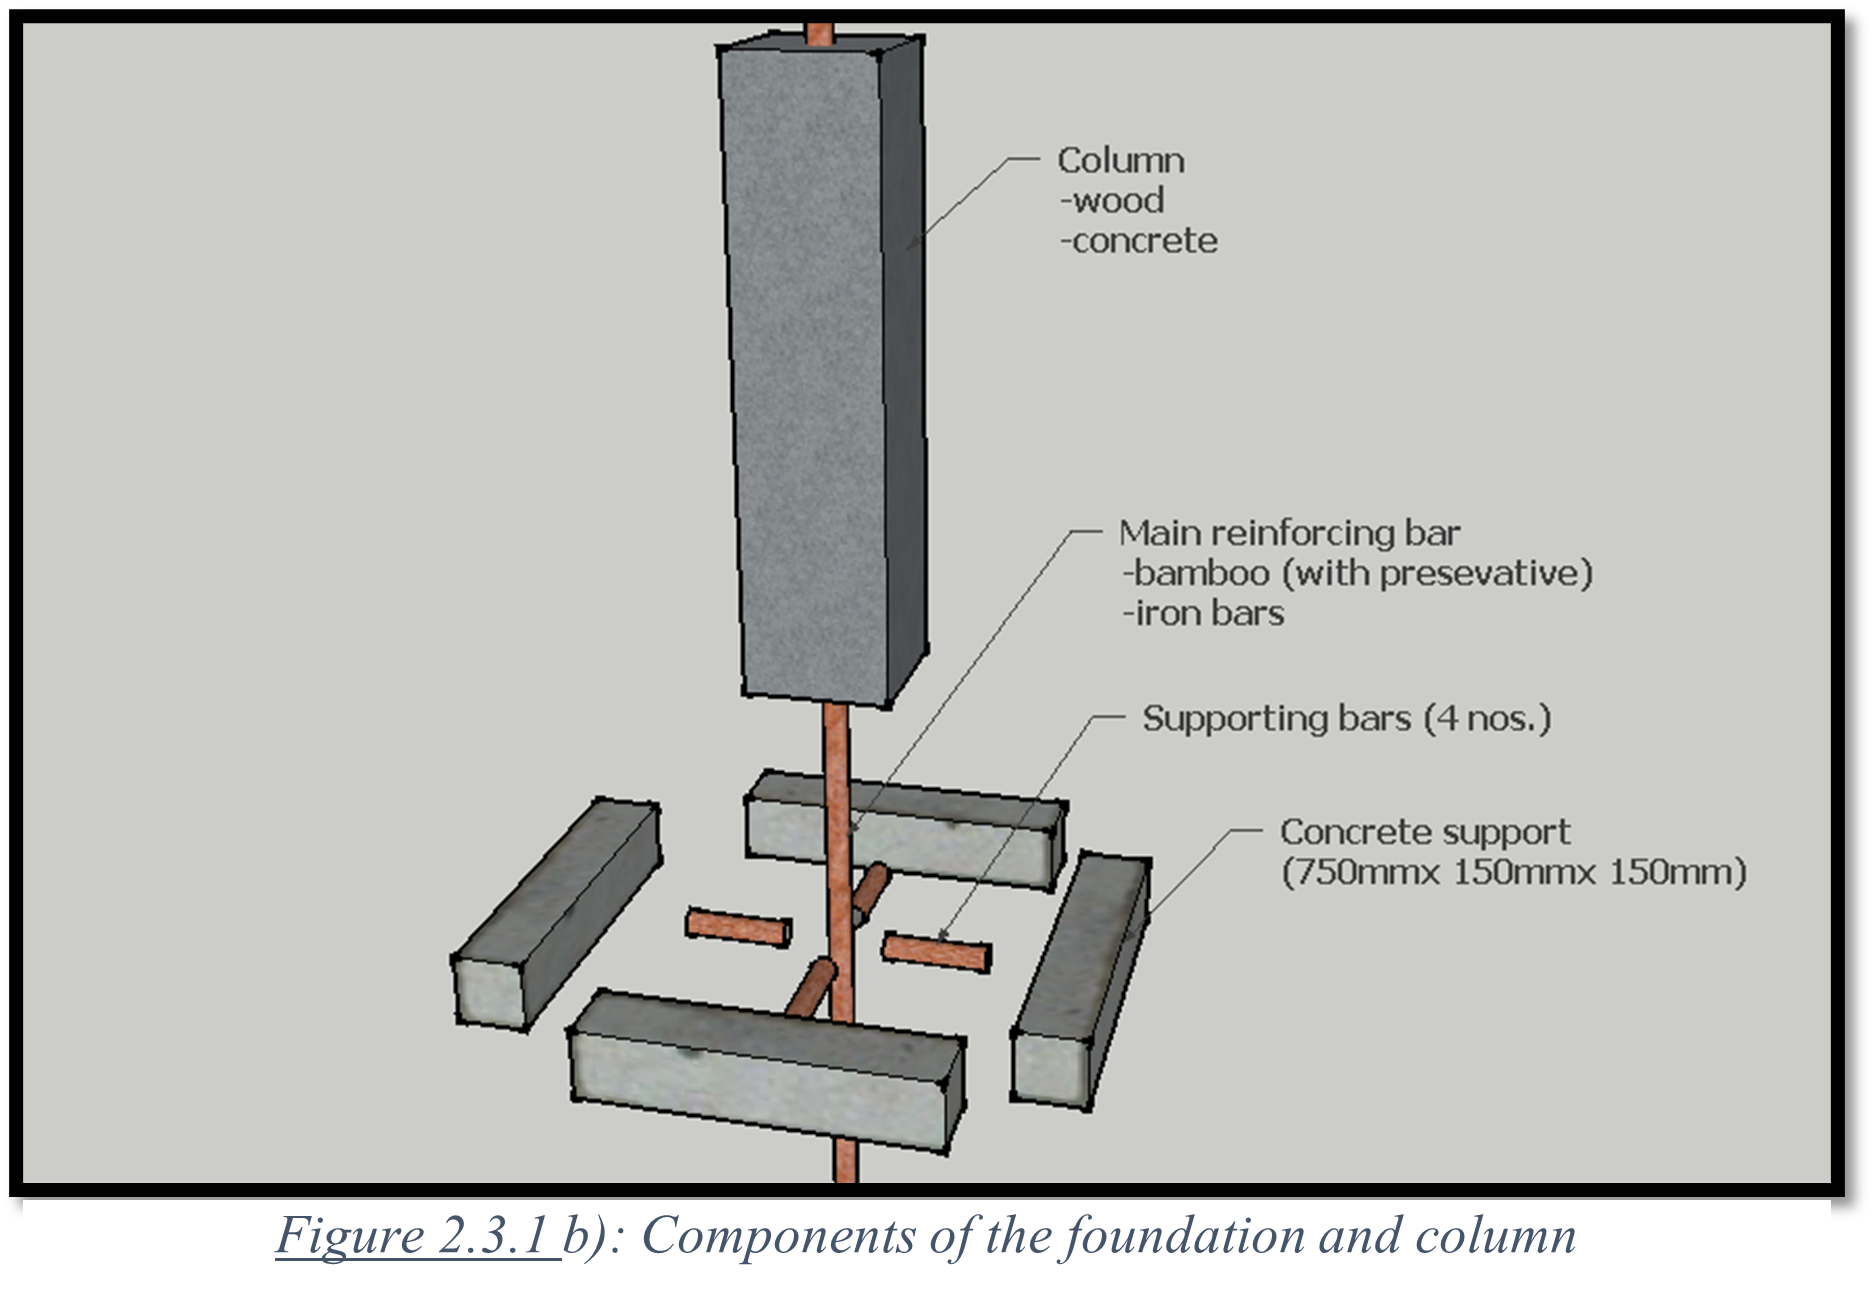 Column
-wood
-concrete
Main reinforcing bar
-bamboo (with presevative)
-iron bars
Supporting bars (4 nos.)
Concrete support
(750mmx 150mmx 150mm)
Figure 2.3.1 b): Components of the foundation and column